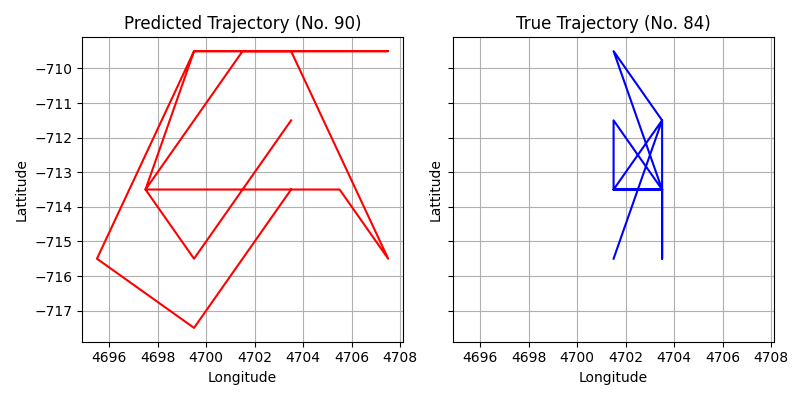 Predicted Trajectory (No. 90)
True Trajectory (No. 84)
−710
−711
−712
−713
−714
−715
−716
−717
Lattitude
Lattitude
4696 4698 4700 4702 4704 4706 4708
4696 4698 4700 4702 4704 4706 4708
Longitude
Longitude